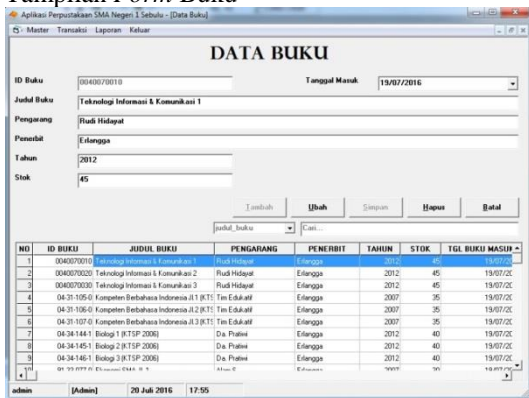 Tampilan Form Buku
Aplikasi Perpustakaan SMA Negeri 1 Sebulu - [Data Buku]
Master Transaksi Laporan Keluar
DATA BUKU
ID Buku 0040070010 Tanggal Masuk 19/07/2016
Judul Buku Teknologi Informasi & Komunikasi 1
Pengarang Rudi Hidayat
Penerbit Erlangga
Tahun 2012
Stok 45
Tambah Ubah Simpan Hapus Batal
judul_buku Cari...
NO ID BUKU JUDUL BUKU PENGARANG PENERBIT TAHUN STOK TGL BUKU MASUK
1 0040070010 Teknologi Informasi & Komunikasi 1 Rudi Hidayat Erlangga 2012 45 19/07/20
2 0040070020 Teknologi Informasi & Komunikasi 2 Rudi Hidayat Erlangga 2012 45 19/07/20
3 0040070030 Teknologi Informasi & Komunikasi 3 Rudi Hidayat Erlangga 2012 45 19/07/20
4 04-31-105-0 Kompeten Berbahasa Indonesia Jl.1 (KTS Tim Edukatif Erlangga 2007 35 19/07/20
5 04-31-106-0 Kompeten Berbahasa Indonesia Jl.2 (KTS Tim Edukatif Erlangga 2007 35 19/07/20
6 04-31-107-0 Kompeten Berbahasa Indonesia Jl.3 (KTS Tim Edukatif Erlangga 2007 35 19/07/20
7 04-34-144-1 Biologi 1 (KTSP 2006) Da. Pratiwi Erlangga 2012 40 19/07/20
8 04-34-145-1 Biologi 2 (KTSP 2006) Da. Pratiwi Erlangga 2012 40 19/07/20
9 04-34-146-1 Biologi 3 (KTSP 2006) Da. Pratiwi Erlangga 2012 40 19/07/20
admin [Admin] 20 Juli 2016 17:55